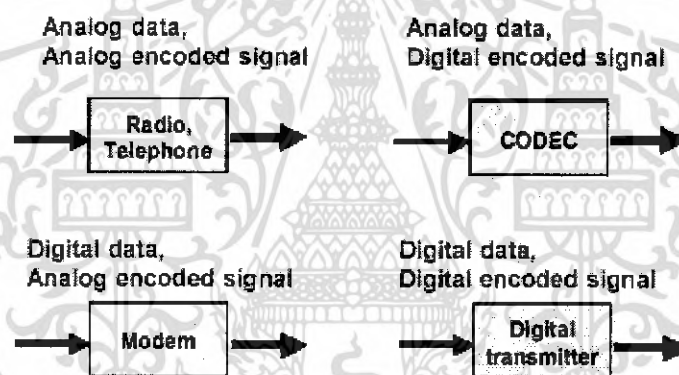 Analog data,
Analog encoded signal
Radio,
Telephone
Analog data,
Digital encoded signal
CODEC
Digital data,
Analog encoded signal
Modem
Digital data,
Digital encoded signal
Digital
transmitter